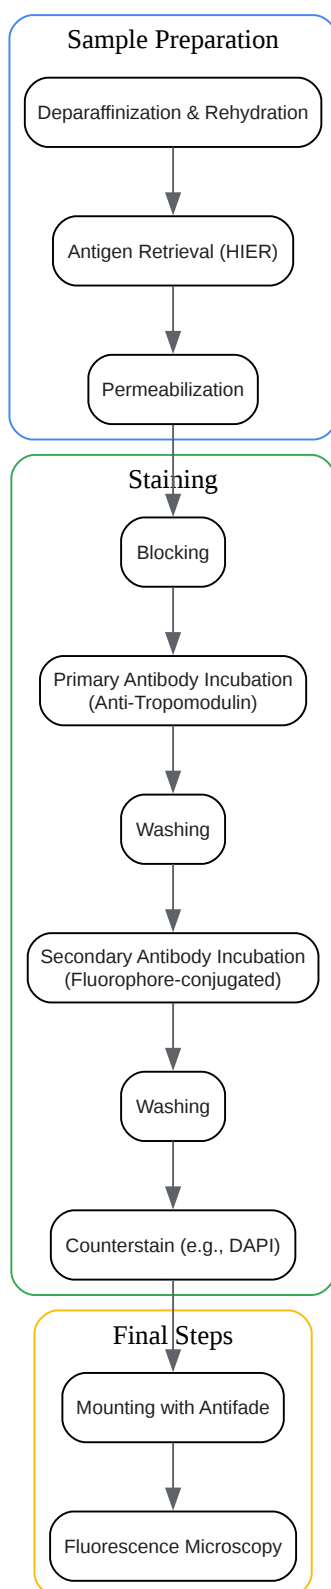 Sample Preparation
Deparaffinization & Rehydration
Antigen Retrieval (HIER)
Permeabilization
Staining
Blocking
Primary Antibody Incubation
(Anti-Tropomodulin)
Washing
Secondary Antibody Incubation
(Fluorophore-conjugated)
Washing
Counterstain (e.g., DAPI)
Final Steps
Mounting with Antifade
Fluorescence Microscopy